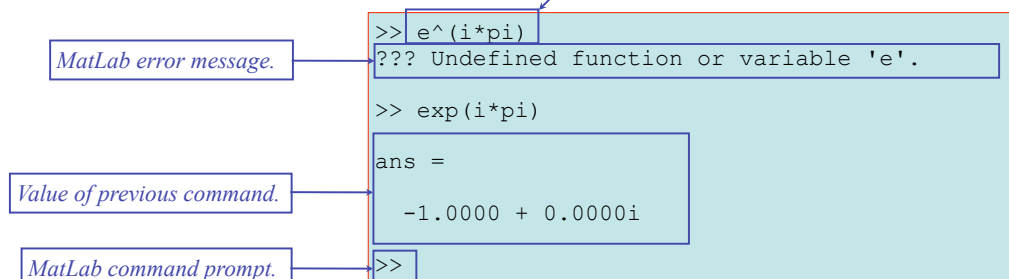 >> e^(i*pi)
MatLab error message.
??? Undefined function or variable 'e'.
>> exp(i*pi)
ans =
Value of previous command.
-1.0000 + 0.0000i
MatLab command prompt.
>>